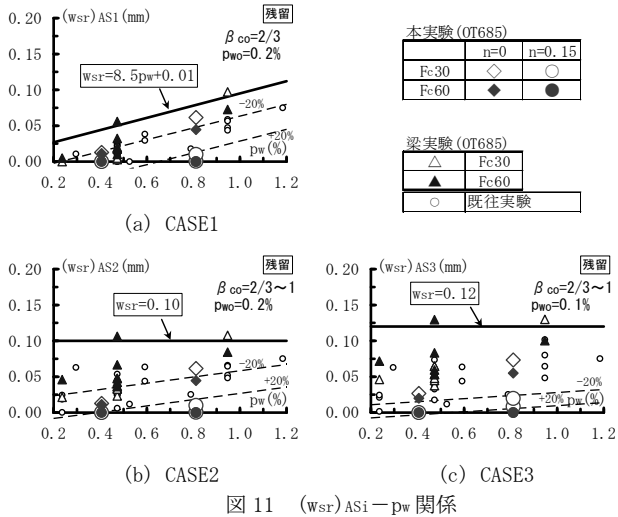 (wsr)AS1(mm)
残留
0.20
0.15
0.10
0.05
0.00
βco=2/3
pwo=0.2%
wsr=8.5pw+0.01
-20%
+20%
pw(%)
0.2 0.4 0.6 0.8 1.0 1.2
(a) CASE1
本実験(OT685)
n=0 n=0.15
Fc30
Fc60
梁実験(OT685)
Fc30
Fc60
既往実験
(wsr)AS2(mm)
残留
0.20
0.15
0.10
0.05
0.00
βco=2/3～1
pwo=0.2%
wsr=0.10
-20%
+20%
pw(%)
0.2 0.4 0.6 0.8 1.0 1.2
(b) CASE2
(wsr)AS3(mm)
残留
0.20
0.15
0.10
0.05
0.00
βco=2/3～1
pwo=0.1%
wsr=0.12
-20%
+20%
pw(%)
0.2 0.4 0.6 0.8 1.0 1.2
(c) CASE3
図 11 (wsr)ASi－pw 関係